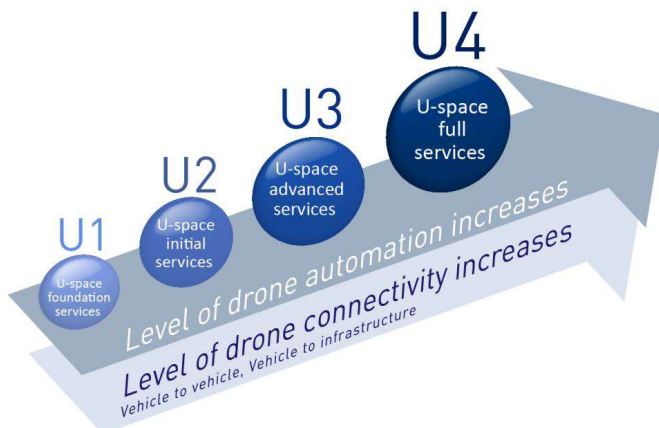 U1
U-space
foundation
services
U2
U-space
initial
services
U3
U-space
advanced
services
U4
U-space
full
services
Level of drone automation increases
Level of drone connectivity increases
Vehicle to vehicle, Vehicle to infrastructure